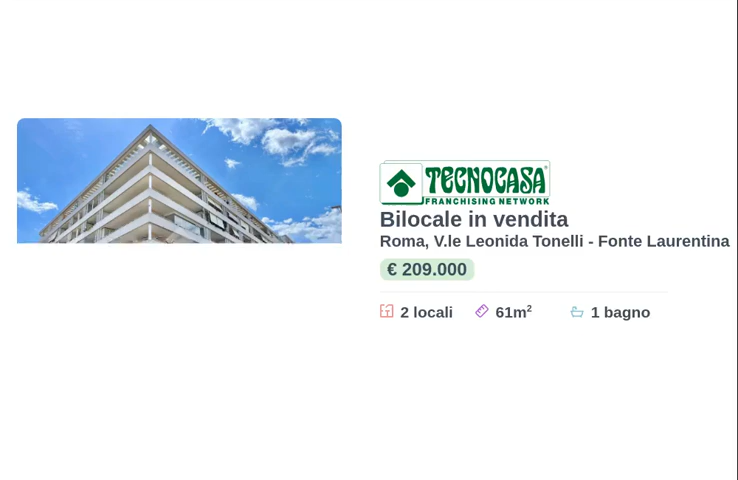 TECNOCASA®
FRANCHISING NETWORK
Bilocale in vendita
Roma, V.le Leonida Tonelli - Fonte Laurentina
€ 209.000
2 locali 61m² 1 bagno